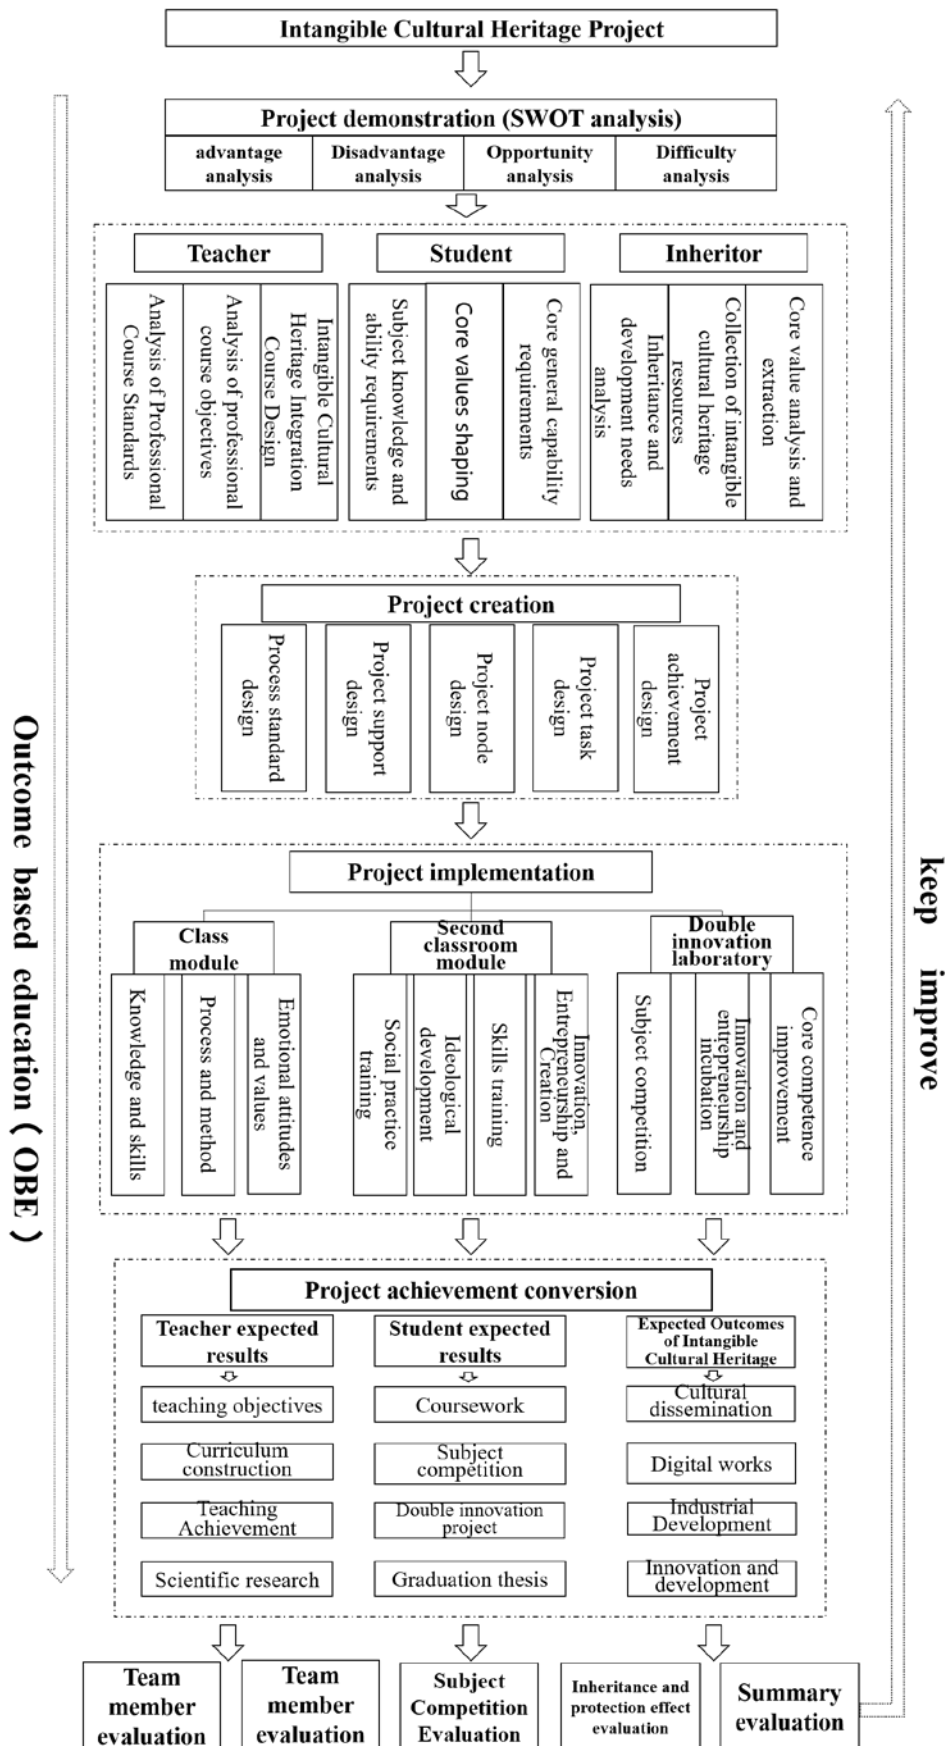 Intangible Cultural Heritage Project
Project demonstration (SWOT analysis)
advantage
analysis
Disadvantage
analysis
Opportunity
analysis
Difficulty
analysis
Teacher
Student
Inheritor
Analysis of Professional
Course Standards
Analysis of professional
course objectives
Intangible Cultural
Heritage Integration
Course Design
Subject knowledge and
ability requirements
Core values shaping
Core general capability
requirements
Inheritance and
development needs
analysis
Collection of intangible
cultural heritage
resources
Core value analysis and
extraction
Project creation
Process standard
design
Project support
design
Project node
design
Project task
design
Project
achievement
design
Project implementation
Class
module
Second
classroom
module
Double
innovation
laboratory
Knowledge and skills
Process and method
Emotional attitudes
and values
Social practice
training
Ideological
development
Skills training
Innovation,
Entrepreneurship and
Creation
Subject competition
Innovation and
entrepreneurship
incubation
Core competence
improvement
Project achievement conversion
Teacher expected
results
Student expected
results
Expected Outcomes
of Intangible
Cultural Heritage
teaching objectives
Coursework
Cultural
dissemination
Curriculum
construction
Subject
competition
Digital works
Teaching
Achievement
Double innovation
project
Industrial
Development
Scientific research
Graduation thesis
Innovation and
development
Team
member
evaluation
Team
member
evaluation
Subject
Competition
Evaluation
Inheritance and
protection effect
evaluation
Summary
evaluation
Outcome based education ( OBE )
keep improve